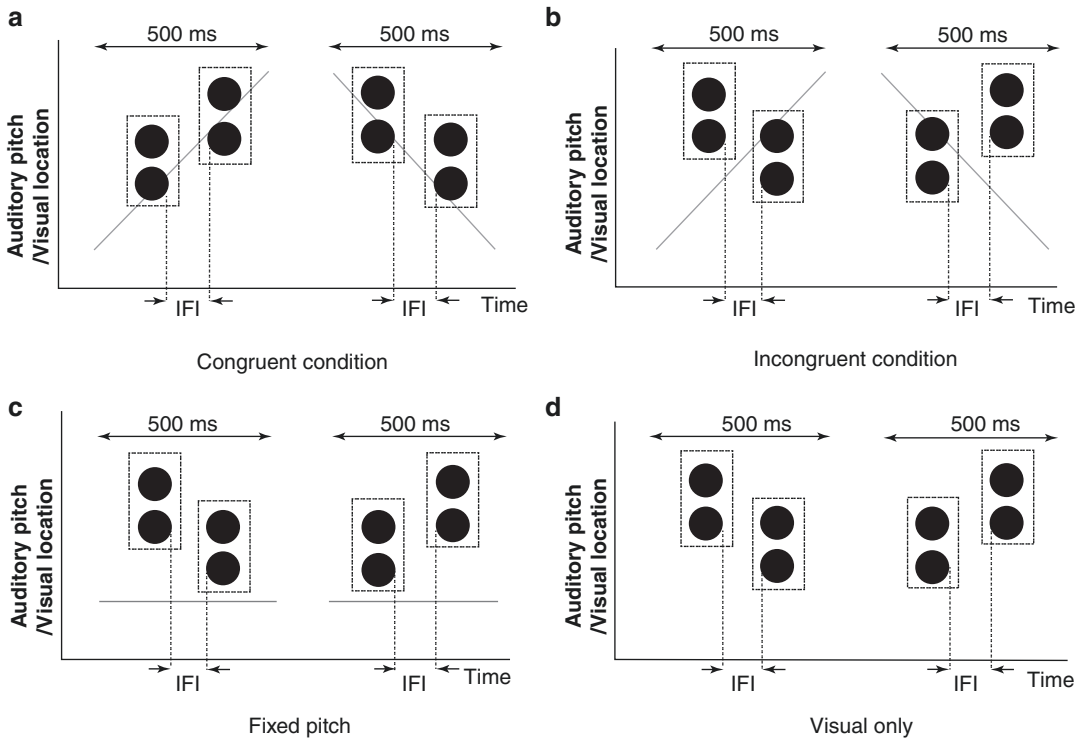 a
500 ms
500 ms
Auditory pitch
/Visual location
IFI
IFI
Time
Congruent condition
b
500 ms
500 ms
Auditory pitch
/Visual location
IFI
IFI
Time
Incongruent condition
c
500 ms
500 ms
Auditory pitch
/Visual location
IFI
IFI
Time
Fixed pitch
d
500 ms
500 ms
Auditory pitch
/Visual location
IFI
IFI
Time
Visual only